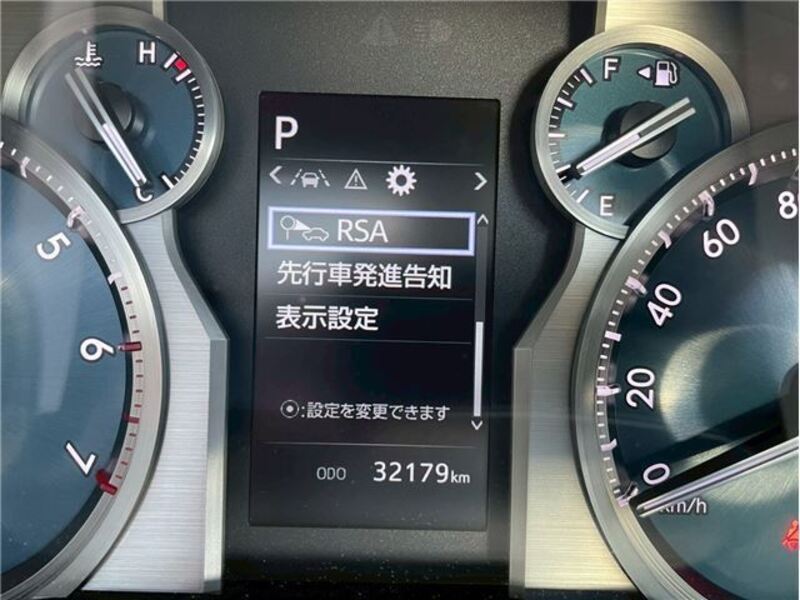 P
RSA
先行車発進告知
表示設定
:設定を変更できます
ODO 32179km
H
C
F
E
5
6
7
80
60
40
20
0
km/h